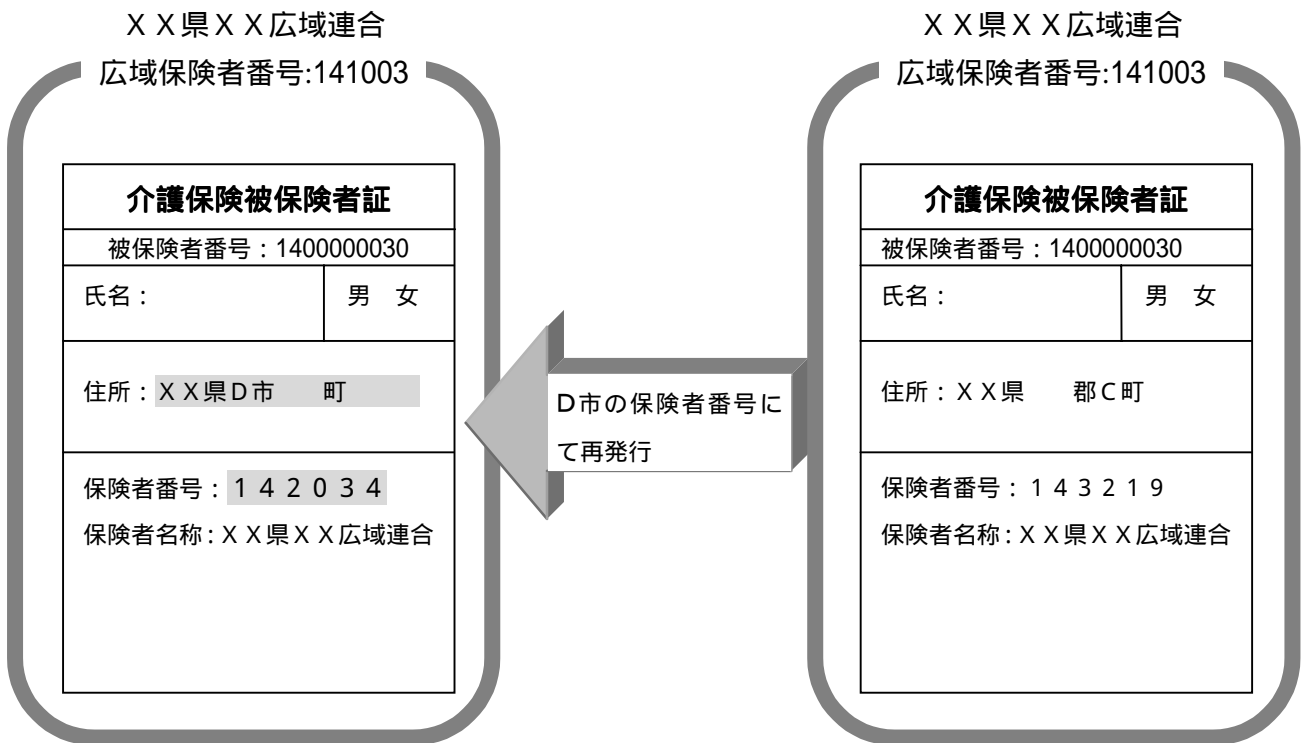 ＸＸ県ＸＸ広域連合
広域保険者番号:141003
介護保険被保険者証
被保険者番号：1400000030
氏名：　男　女
住所：ＸＸ県Ｄ市　　町
保険者番号：１４２０３４
保険者名称：ＸＸ県ＸＸ広域連合
Ｄ市の保険者番号に
て再発行
ＸＸ県ＸＸ広域連合
広域保険者番号:141003
介護保険被保険者証
被保険者番号：1400000030
氏名：　男　女
住所：ＸＸ県　　郡Ｃ町
保険者番号：１４３２１９
保険者名称：ＸＸ県ＸＸ広域連合